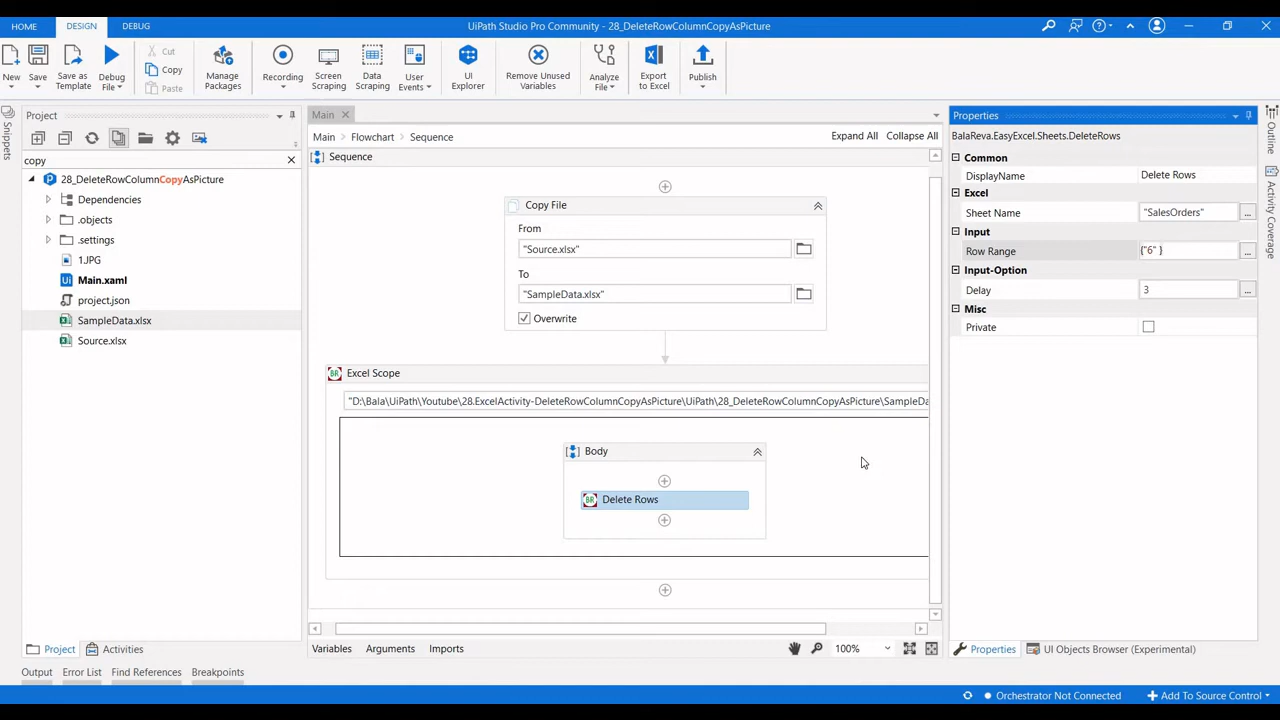 HOME
DESIGN
DEBUG
UiPath Studio Pro Community - 28_DeleteRowColumnCopyAsPicture
New
Save
Save as Template
Debug File
Cut
Copy
Paste
Manage Packages
Recording
Screen Scraping
Data Scraping
User Events
UI Explorer
Remove Unused Variables
Analyze File
Export to Excel
Publish
Snippets
Project
copy
28_DeleteRowColumnCopyAsPicture
Dependencies
.objects
.settings
1.JPG
Main.xaml
project.json
SampleData.xlsx
Source.xlsx
Project
Activities
Main
Main
Flowchart
Sequence
Expand All
Collapse All
Sequence
Copy File
From
"Source.xlsx"
To
"SampleData.xlsx"
Overwrite
Excel Scope
"D:\Bala\UiPath\Youtube\28.ExcelActivity-DeleteRowColumnCopyAsPicture\UiPath\28_DeleteRowColumnCopyAsPicture\SampleDa
Body
Delete Rows
Variables
Arguments
Imports
100%
Properties
BalaReva.EasyExcel.Sheets.DeleteRows
Common
DisplayName
Delete Rows
Excel
Sheet Name
"SalesOrders"
...
Input
Row Range
{"6" }
...
Input-Option
Delay
3
...
Misc
Private
Properties
UI Objects Browser (Experimental)
Outline
Activity Coverage
Output
Error List
Find References
Breakpoints
Orchestrator Not Connected
Add To Source Control